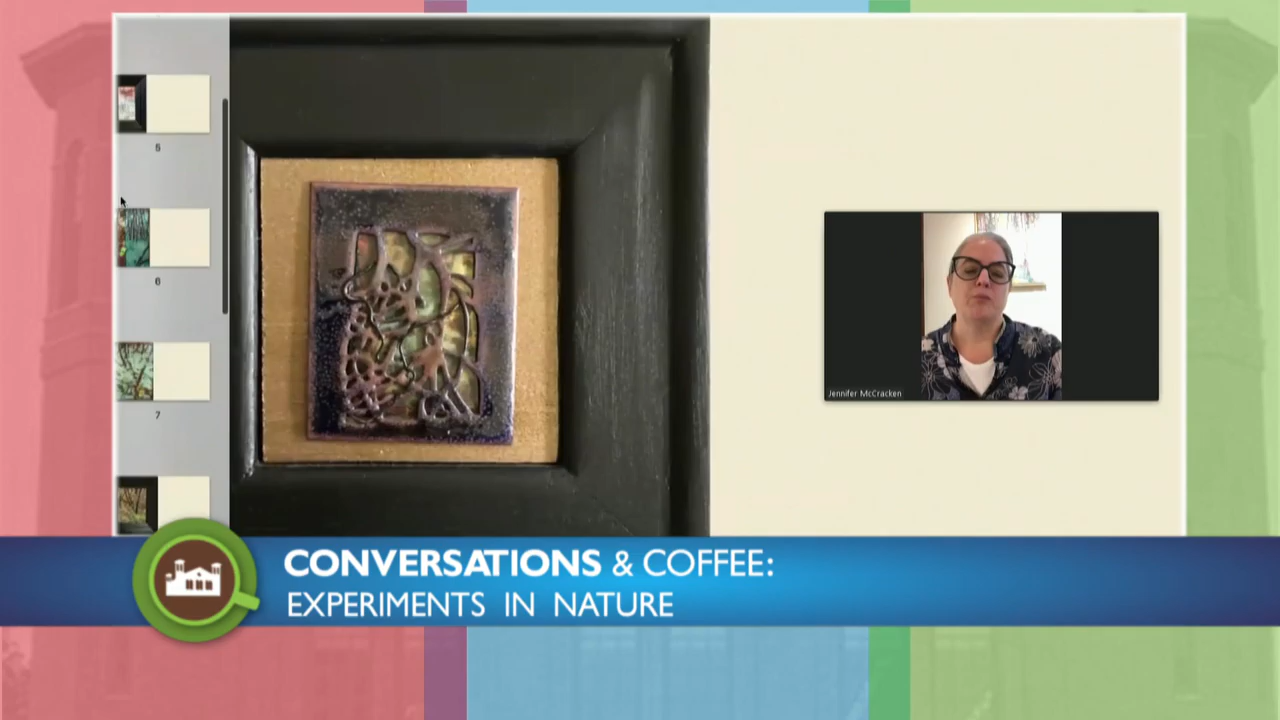 5
6
7
Jennifer McCracken
CONVERSATIONS & COFFEE:
EXPERIMENTS IN NATURE